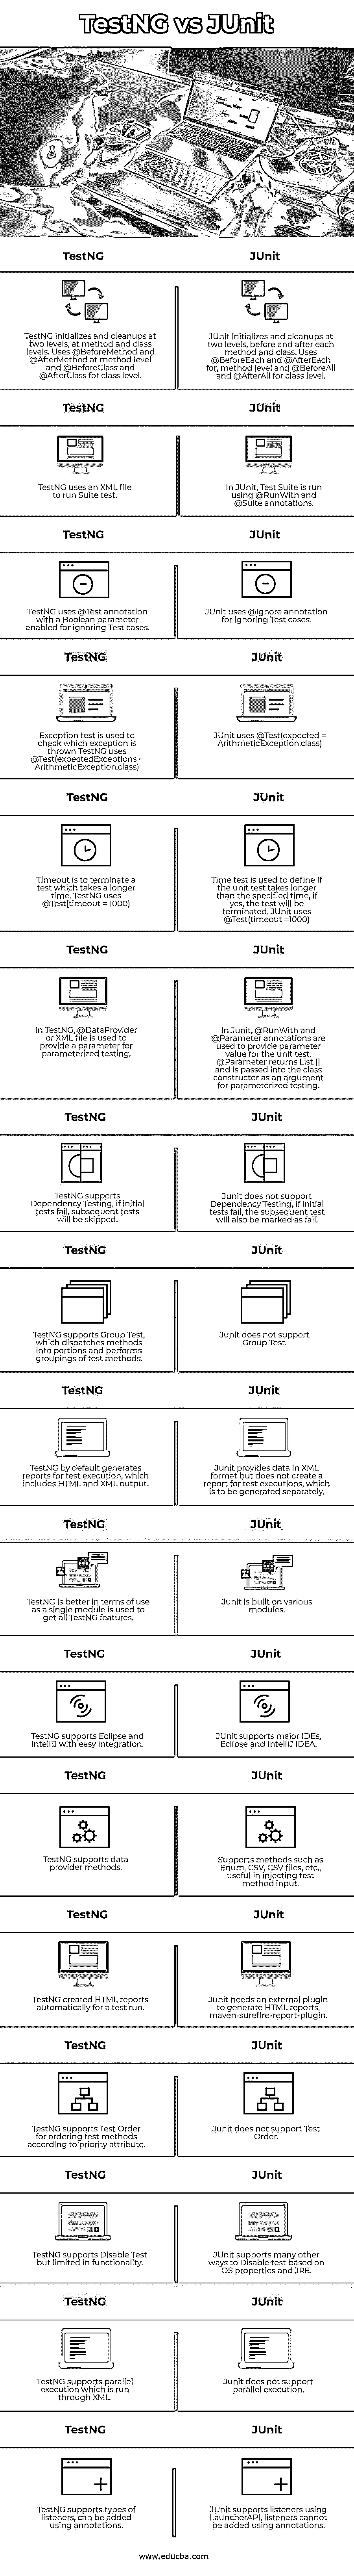 TestNG vs JUnit
TestNG
JUnit
TestNG initializes and cleanups at
two levels, at method and class
levels. Uses @BeforeMethod and
@AfterMethod at method level
and @BeforeClass and
@AfterClass for class level.
JUnit initializes and cleanups at
two levels, before and after each
method and class. Uses
@BeforeEach and @AfterEach
for, method level and @BeforeAll
and @AfterAll for class level.
TestNG
JUnit
TestNG uses an XML file
to run Suite test.
In JUnit, Test Suite is run
using @RunWith and
@Suite annotations.
TestNG
JUnit
TestNG uses @Test annotation
with a Boolean parameter
enabled for ignoring Test cases.
JUnit uses @Ignore annotation
for ignoring Test cases.
TestNG
JUnit
Exception test is used to
check which exception is
thrown TestNG uses
@Test(expectedExceptions =
ArithmeticException.class)
JUnit uses @Test(expected =
ArithmeticException.class)
TestNG
JUnit
Timeout is to terminate a
test which takes a longer
time. TestNG uses
@Test(timeout = 1000)
Time test is used to define if
the unit test takes longer
than the specified time, if
yes, the test will be
terminated. JUnit uses
@Test(timeout =1000)
TestNG
JUnit
In TestNG, @DataProvider
or XML file is used to
provide a parameter for
parameterized testing.
In Junit, @RunWith and
@Parameter annotations are
used to provide parameter
value for the unit test.
@Parameter returns List []
and is passed into the class
constructor as an argument
for parameterized testing.
TestNG
JUnit
TestNG supports
Dependency Testing, if initial
tests fail, subsequent tests
will be skipped.
Junit does not support
Dependency Testing, if initial
tests fail, the subsequent test
will also be marked as fail.
TestNG
JUnit
TestNG supports Group Test,
which dispatches methods
into portions and performs
groupings of test methods.
Junit does not support
Group Test.
TestNG
JUnit
TestNG by default generates
reports for test execution, which
includes HTML and XML output.
Junit provides data in XML
format but does not create a
report for test executions, which
is to be generated separately.
TestNG
JUnit
TestNG is better in terms of use
as a single module is used to
get all TestNG features.
Junit is built on various
modules.
TestNG
JUnit
TestNG supports Eclipse and
IntelliJ with easy integration.
JUnit supports major IDEs,
Eclipse and IntelliJ IDEA.
TestNG
JUnit
TestNG supports data
provider methods.
Supports methods such as
Enum, CSV, CSV files, etc.,
useful in injecting test
method input.
TestNG
JUnit
TestNG created HTML reports
automatically for a test run.
Junit needs an external plugin
to generate HTML reports,
maven-surefire-report-plugin.
TestNG
JUnit
TestNG supports Test Order
for ordering test methods
according to priority attribute.
Junit does not support Test
Order.
TestNG
JUnit
TestNG supports Disable Test
but limited in functionality.
JUnit supports many other
ways to Disable test based on
OS properties and JRE.
TestNG
JUnit
TestNG supports parallel
execution which is run
through XML.
Junit does not support
parallel execution.
TestNG
JUnit
TestNG supports types of
listeners, can be added
using annotations.
JUnit supports listeners using
LauncherAPI, listeners cannot
be added using annotations.
www.educba.com